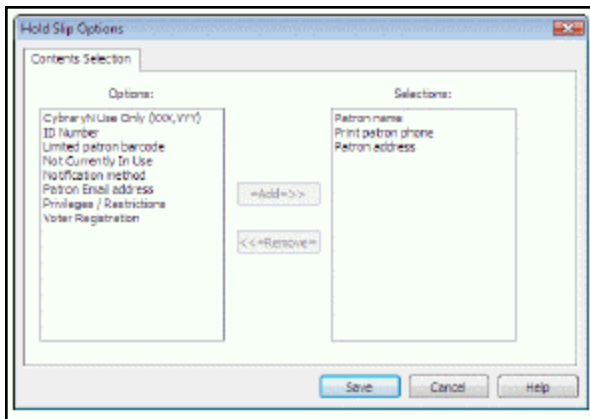 Hold Slip Options
Contents Selection
Options:
Selections:
CybraryN Use Only (XXX,YYY)
ID Number
Limited patron barcode
Not Currently In Use
Notification method
Patron Email address
Privileges / Restrictions
Voter Registration
Patron name
Print patron phone
Patron address
=Add=>>
<<=Remove=
Save
Cancel
Help